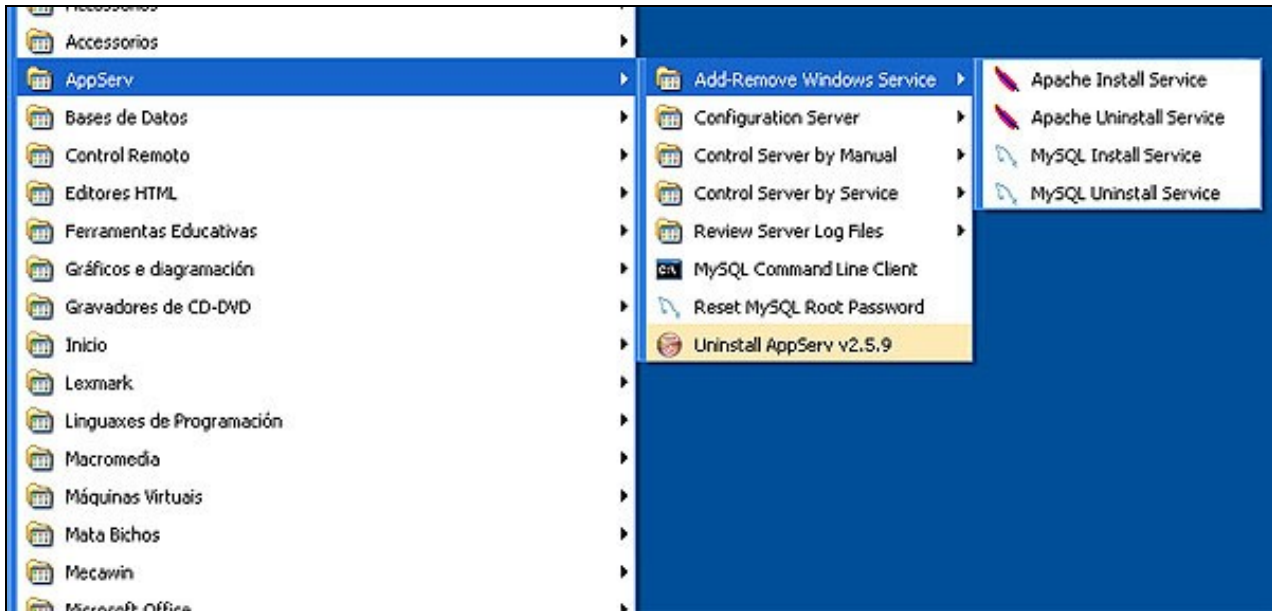 Accessorios
Accessorios
AppServ
Bases de Datos
Control Remoto
Editores HTML
Ferramentas Educativas
Gráficos e diagramación
Gravadores de CD-DVD
Inicio
Lexmark
Linguaxes de Programación
Macromedia
Máquinas Virtuais
Mata Bichos
Mecawin
Microsoft Office
Add-Remove Windows Service
Configuration Server
Control Server by Manual
Control Server by Service
Review Server Log Files
MySQL Command Line Client
Reset MySQL Root Password
Uninstall AppServ v2.5.9
Apache Install Service
Apache Uninstall Service
MySQL Install Service
MySQL Uninstall Service